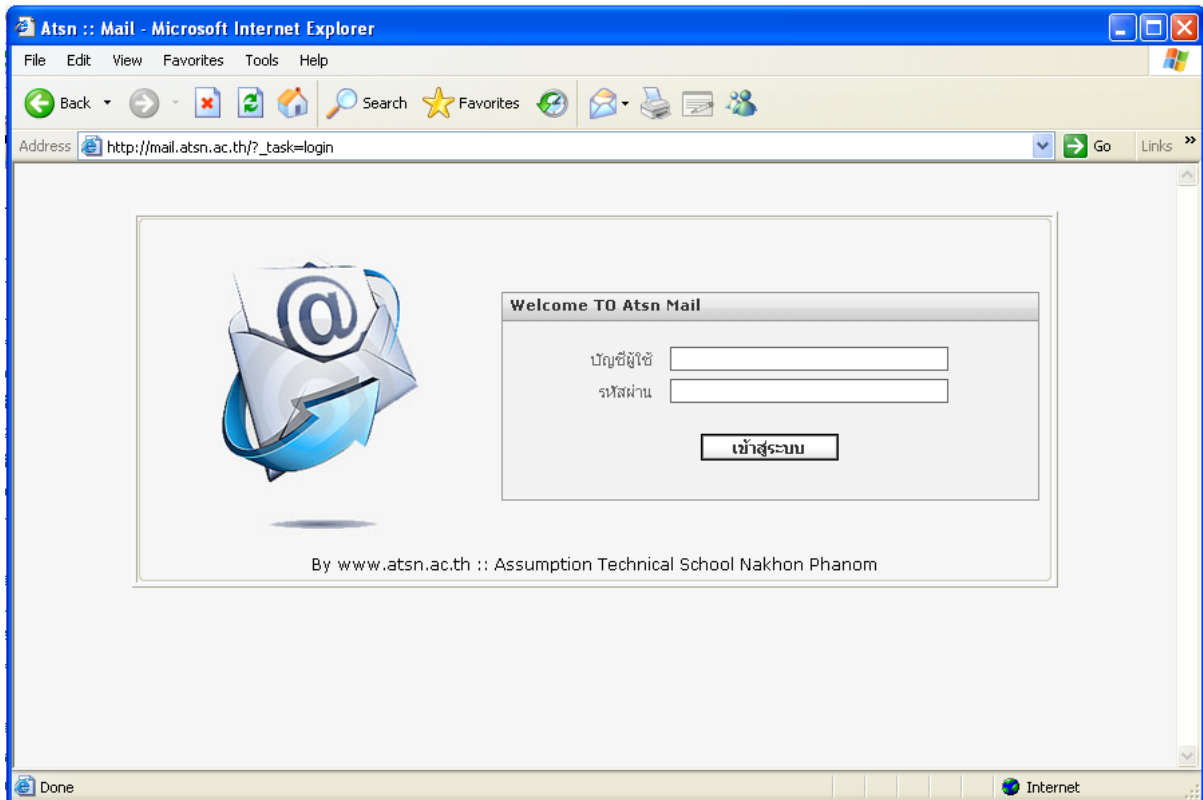 Atsn :: Mail - Microsoft Internet Explorer
File Edit View Favorites Tools Help
Back Search Favorites
Address http://mail.atsn.ac.th/?_task=login Go Links »
@
Welcome TO Atsn Mail
บัญชีผู้ใช้
รหัสผ่าน
เข้าสู่ระบบ
By www.atsn.ac.th :: Assumption Technical School Nakhon Phanom
Done Internet